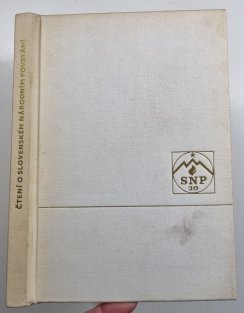 ČTENÍ O SLOVENSKÉM NÁRODNÍM POVSTÁNÍ
SNP
30